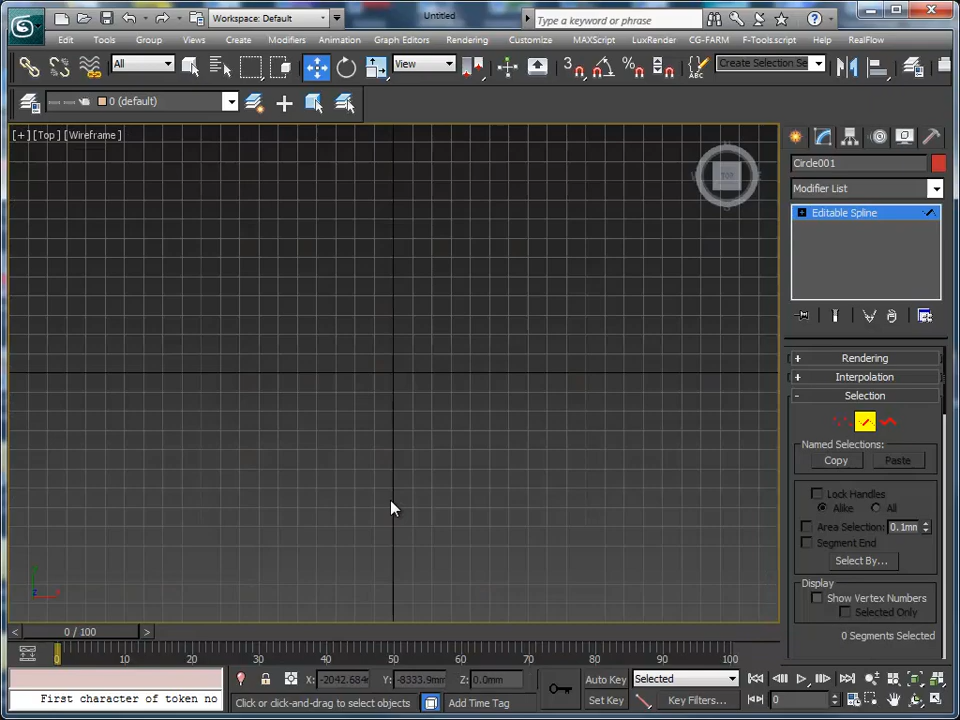 Workspace: Default
Untitled
Type a keyword or phrase
Edit Tools Group Views Create Modifiers Animation Graph Editors Rendering Customize MAXScript LuxRender CG-FARM F-Tools.script Help RealFlow
All
View
3
%
ABC
Create Selection Se
0 (default)
[+] [Top] [Wireframe]
TOP
Circle001
Modifier List
Editable Spline
+ Rendering
+ Interpolation
- Selection
Named Selections:
Copy Paste
Lock Handles
Alike All
Area Selection: 0.1mm
Segment End
Select By...
Display
Show Vertex Numbers
Selected Only
0 Segments Selected
< 0 / 100 >
0 10 20 30 40 50 60 70 80 90 100
X: -2042.684 Y: -8333.9mm Z: 0.0mm
Auto Key Selected
First character of token no
Click or click-and-drag to select objects
Add Time Tag
Set Key Key Filters...
0